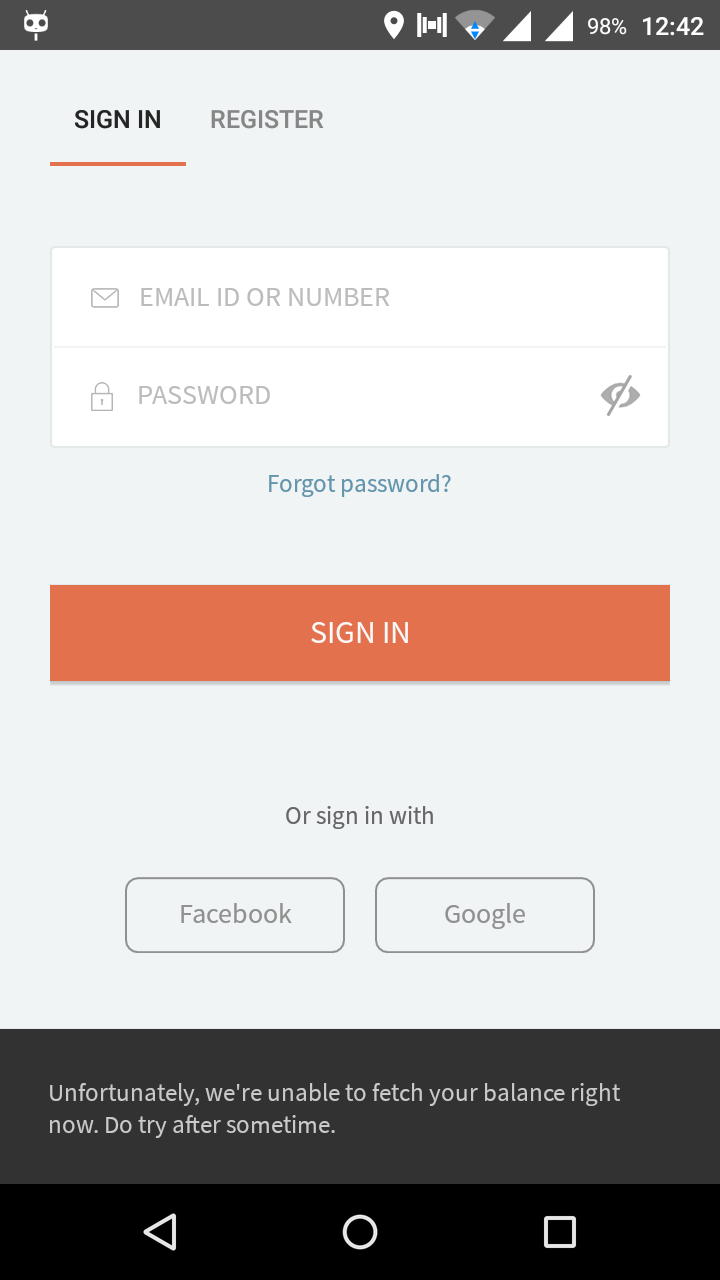 98% 12:42
SIGN IN REGISTER
EMAIL ID OR NUMBER
PASSWORD
Forgot password?
SIGN IN
Or sign in with
Facebook Google
Unfortunately, we're unable to fetch your balance right
now. Do try after sometime.